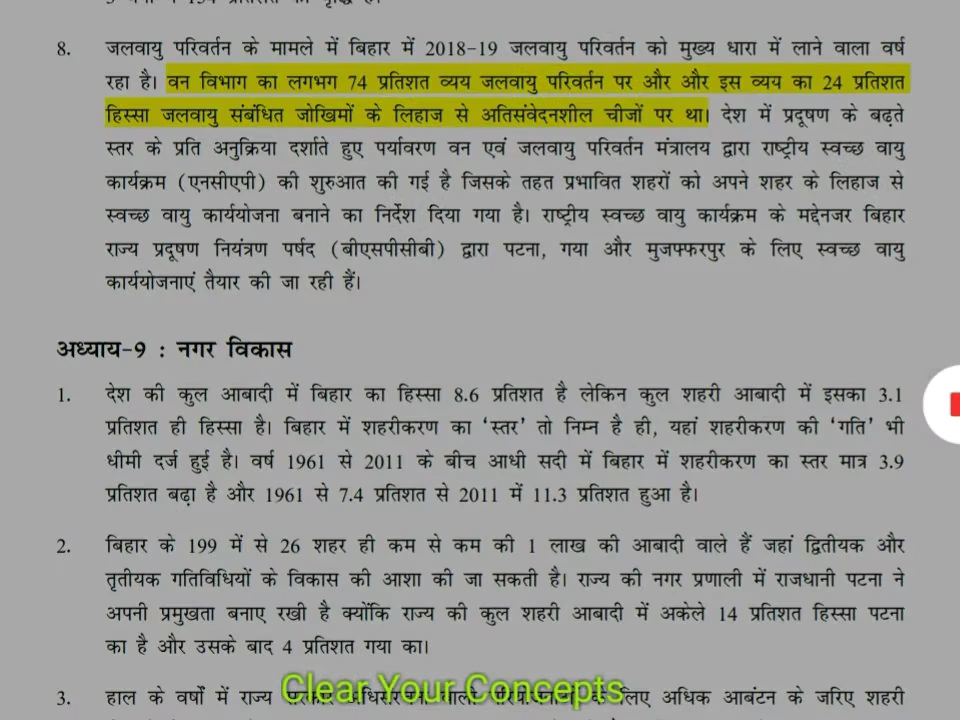 8. जलवायु परिवर्तन के मामले में बिहार में 2018-19 जलवायु परिवर्तन को मुख्य धारा में लाने वाला वर्ष
रहा है। वन विभाग का लगभग 74 प्रतिशत व्यय जलवायु परिवर्तन पर और और इस व्यय का 24 प्रतिशत
हिस्सा जलवायु संबंधित जोखिमों के लिहाज से अतिसंवेदनशील चीजों पर था। देश में प्रदूषण के बढ़ते
स्तर के प्रति अनुक्रिया दर्शाते हुए पर्यावरण वन एवं जलवायु परिवर्तन मंत्रालय द्वारा राष्ट्रीय स्वच्छ वायु
कार्यक्रम (एनसीएपी) की शुरुआत की गई है जिसके तहत प्रभावित शहरों को अपने शहर के लिहाज से
स्वच्छ वायु कार्ययोजना बनाने का निर्देश दिया गया है। राष्ट्रीय स्वच्छ वायु कार्यक्रम के मद्देनजर बिहार
राज्य प्रदूषण नियंत्रण पर्षद (बीएसपीसीबी) द्वारा पटना, गया और मुजफ्फरपुर के लिए स्वच्छ वायु
कार्ययोजनाएं तैयार की जा रही हैं।
अध्याय-9 : नगर विकास
1. देश की कुल आबादी में बिहार का हिस्सा 8.6 प्रतिशत है लेकिन कुल शहरी आबादी में इसका 3.1
प्रतिशत ही हिस्सा है। बिहार में शहरीकरण का ‘स्तर’ तो निम्न है ही, यहां शहरीकरण की ‘गति’ भी
धीमी दर्ज हुई है। वर्ष 1961 से 2011 के बीच आधी सदी में बिहार में शहरीकरण का स्तर मात्र 3.9
प्रतिशत बढ़ा है और 1961 से 7.4 प्रतिशत से 2011 में 11.3 प्रतिशत हुआ है।
2. बिहार के 199 में से 26 शहर ही कम से कम की 1 लाख की आबादी वाले हैं जहां द्वितीयक और
तृतीयक गतिविधियों के विकास की आशा की जा सकती है। राज्य की नगर प्रणाली में राजधानी पटना ने
अपनी प्रमुखता बनाए रखी है क्योंकि राज्य की कुल शहरी आबादी में अकेले 14 प्रतिशत हिस्सा पटना
का है और उसके बाद 4 प्रतिशत गया का।
3. हाल के वर्षों में राज्य के लिए अधिक आबंटन के जरिए शहरी
Clear Your Concepts